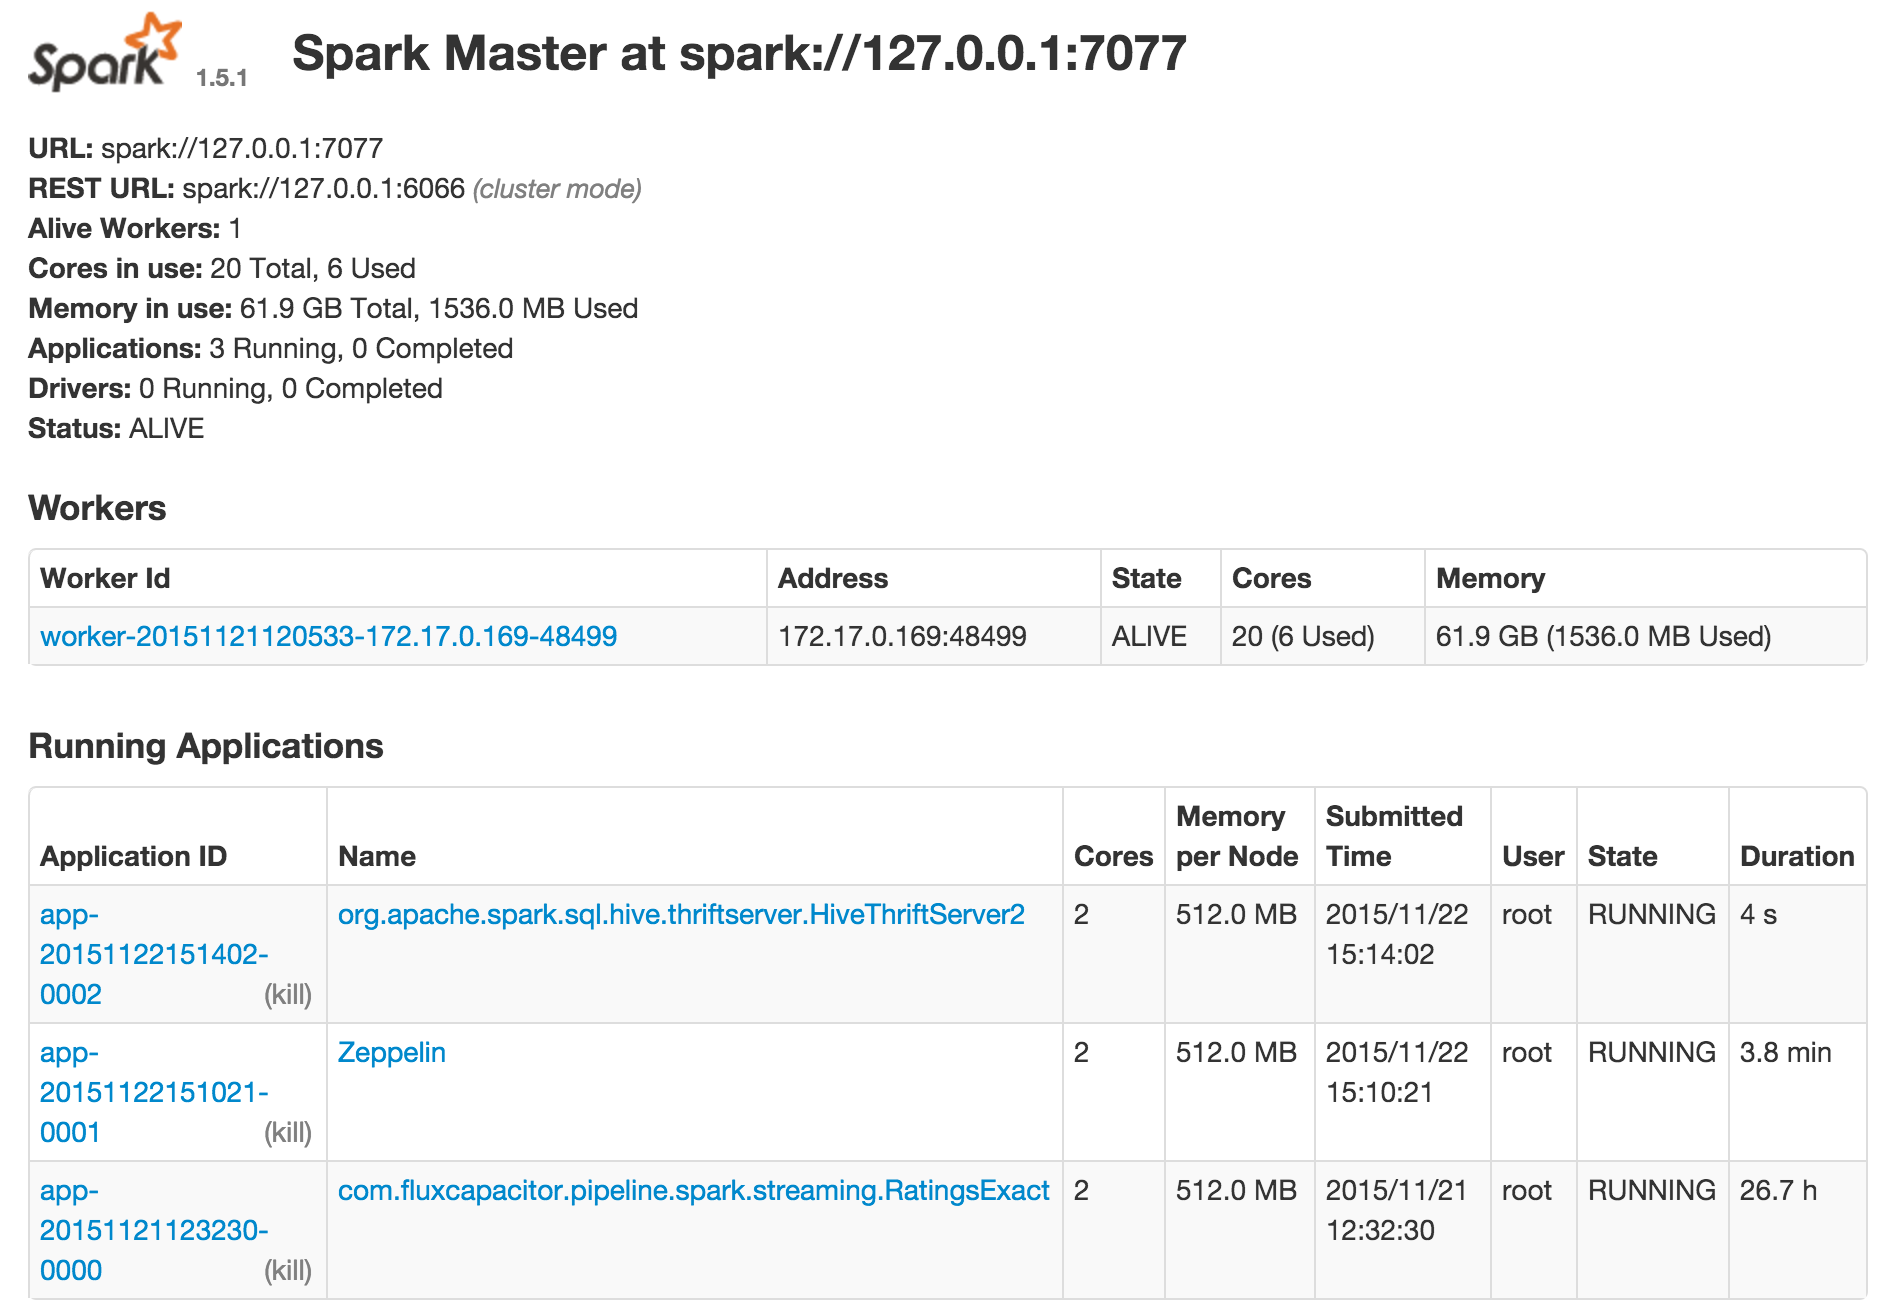 Spark 1.5.1 Spark Master at spark://127.0.0.1:7077
URL: spark://127.0.0.1:7077
REST URL: spark://127.0.0.1:6066 (cluster mode)
Alive Workers: 1
Cores in use: 20 Total, 6 Used
Memory in use: 61.9 GB Total, 1536.0 MB Used
Applications: 3 Running, 0 Completed
Drivers: 0 Running, 0 Completed
Status: ALIVE
Workers
Worker Id Address State Cores Memory
worker-20151121120533-172.17.0.169-48499 172.17.0.169:48499 ALIVE 20 (6 Used) 61.9 GB (1536.0 MB Used)
Running Applications
Memory Submitted
Application ID Name Cores per Node Time User State Duration
app- org.apache.spark.sql.hive.thriftserver.HiveThriftServer2 2 512.0 MB 2015/11/22 root RUNNING 4 s
20151122151402- 15:14:02
0002 (kill)
app- Zeppelin 2 512.0 MB 2015/11/22 root RUNNING 3.8 min
20151122151021- 15:10:21
0001 (kill)
app- com.fluxcapacitor.pipeline.spark.streaming.RatingsExact 2 512.0 MB 2015/11/21 root RUNNING 26.7 h
20151121123230- 12:32:30
0000 (kill)